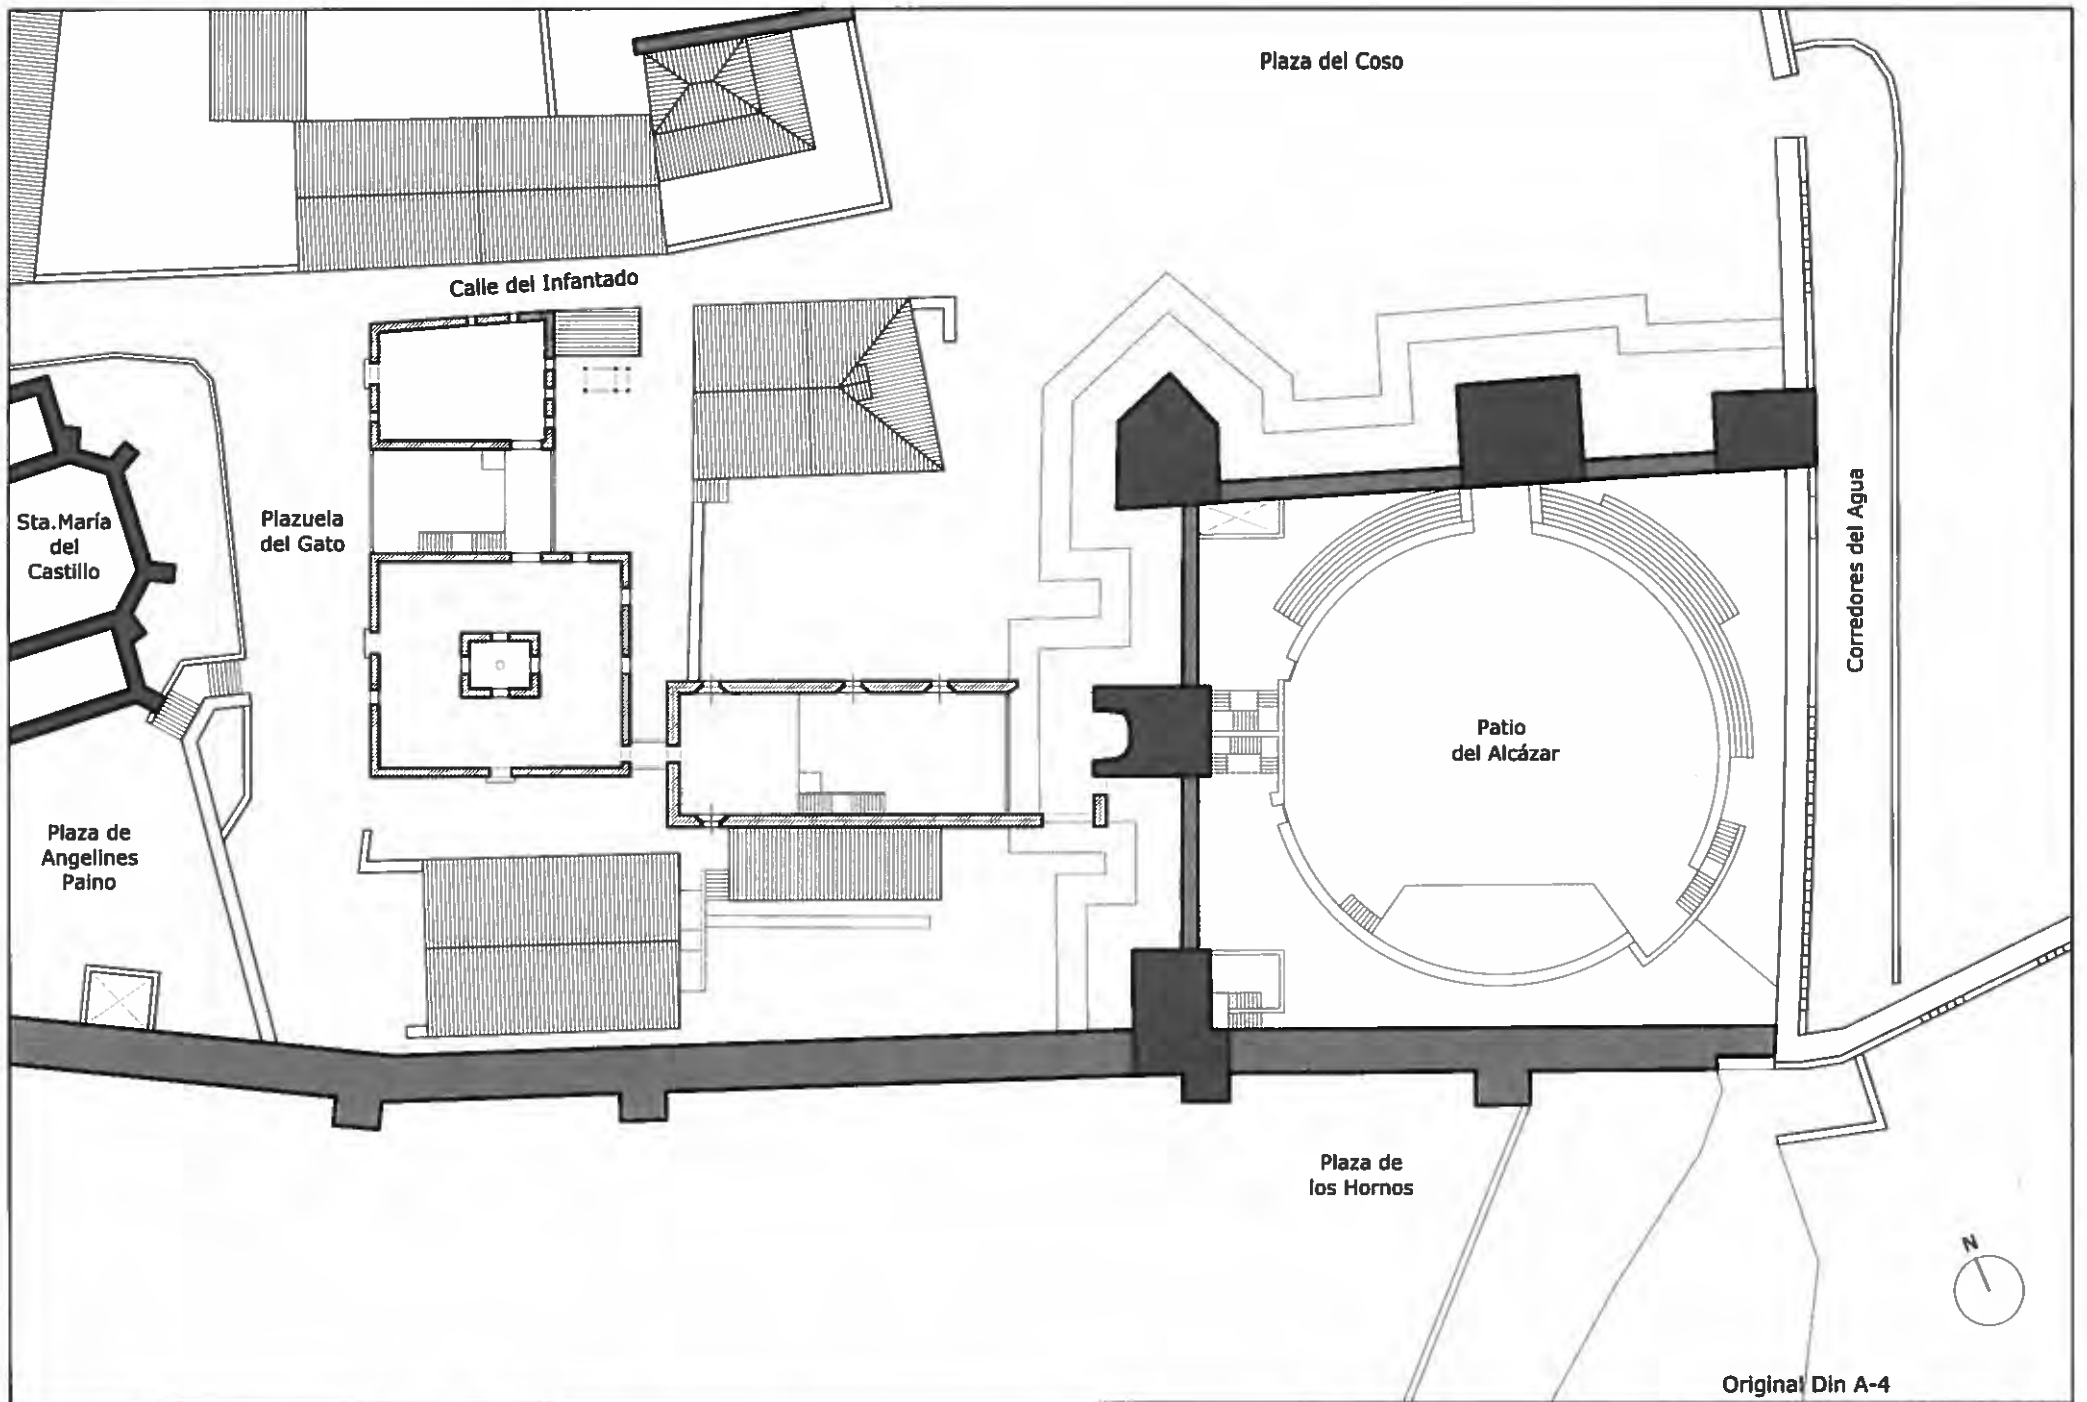 Plaza del Coso
Calle del Infantado
Sta.María
del
Castillo
Plazuela
del Gato
Corredores del Agua
Patio
del Alcázar
Plaza de
Angelines
Paino
Plaza de
los Hornos
N
Original Din A-4